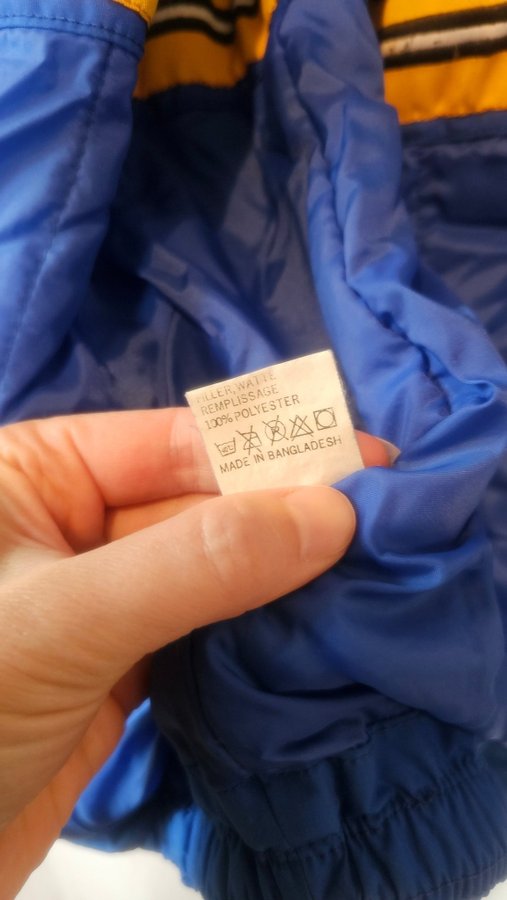 FILLER, WATTE
REMPLISSAGE
100% POLYESTER
MADE IN BANGLADESH